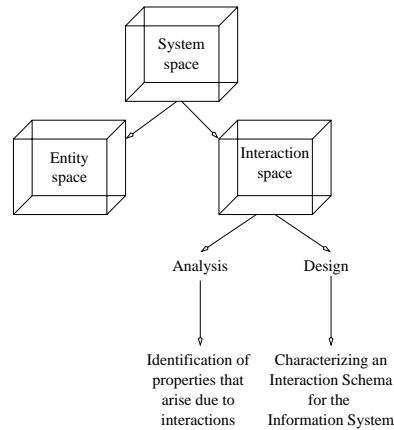 System
space
Entity
space
Interaction
space
Analysis
Design
Identification of
properties that
arise due to
interactions
Characterizing an
Interaction Schema
for the
Information System